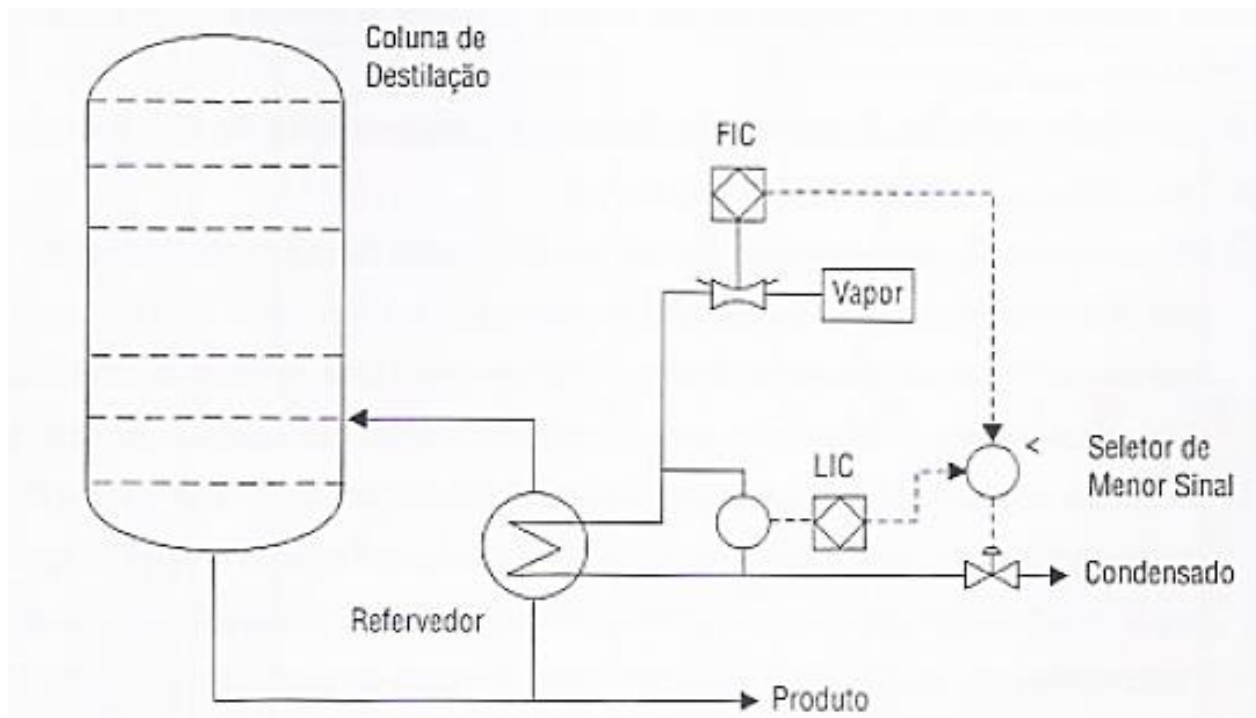 Coluna de
Destilação
FIC
Vapor
LIC
<
Seletor de
Menor Sinal
Condensado
Refervedor
Produto